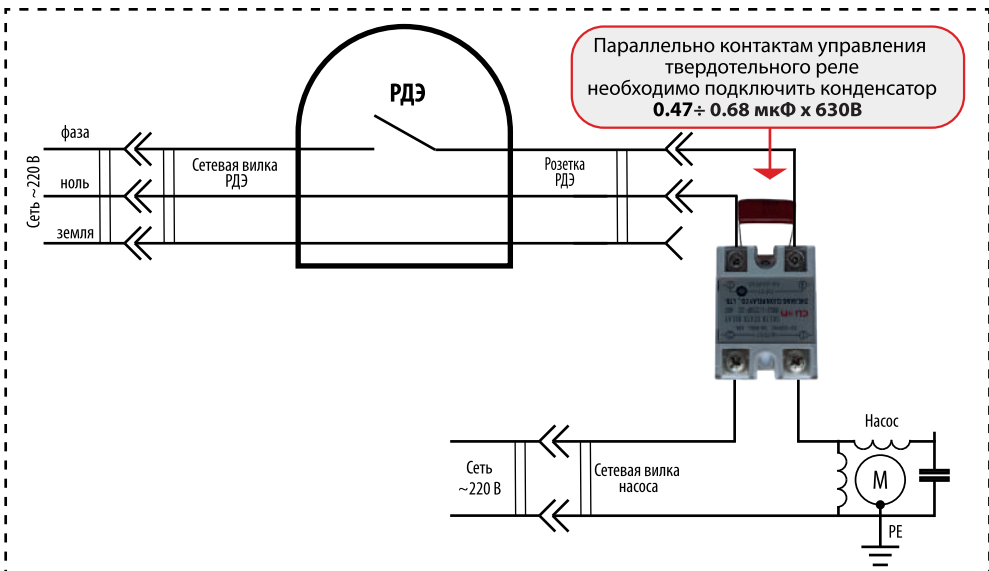 Параллельно контактам управления
твердотельного реле
необходимо подключить конденсатор
0.47÷ 0.68 мкФ х 630В
РДЭ
фаза
Сеть ~220 В
ноль
земля
Сетевая вилка
РДЭ
Розетка
РДЭ
Насос
Сеть
~220 В
Сетевая вилка
насоса
М
PE